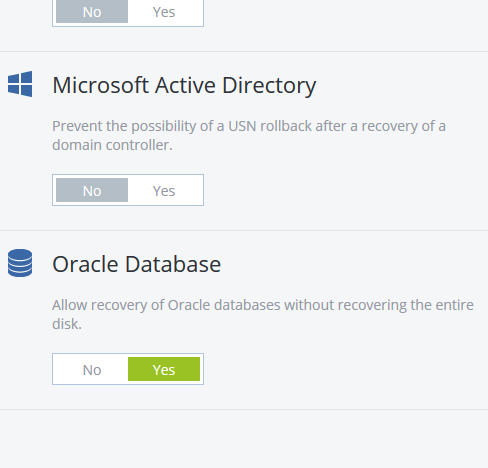 No Yes
Microsoft Active Directory
Prevent the possibility of a USN rollback after a recovery of a
domain controller.
No Yes
Oracle Database
Allow recovery of Oracle databases without recovering the entire
disk.
No Yes